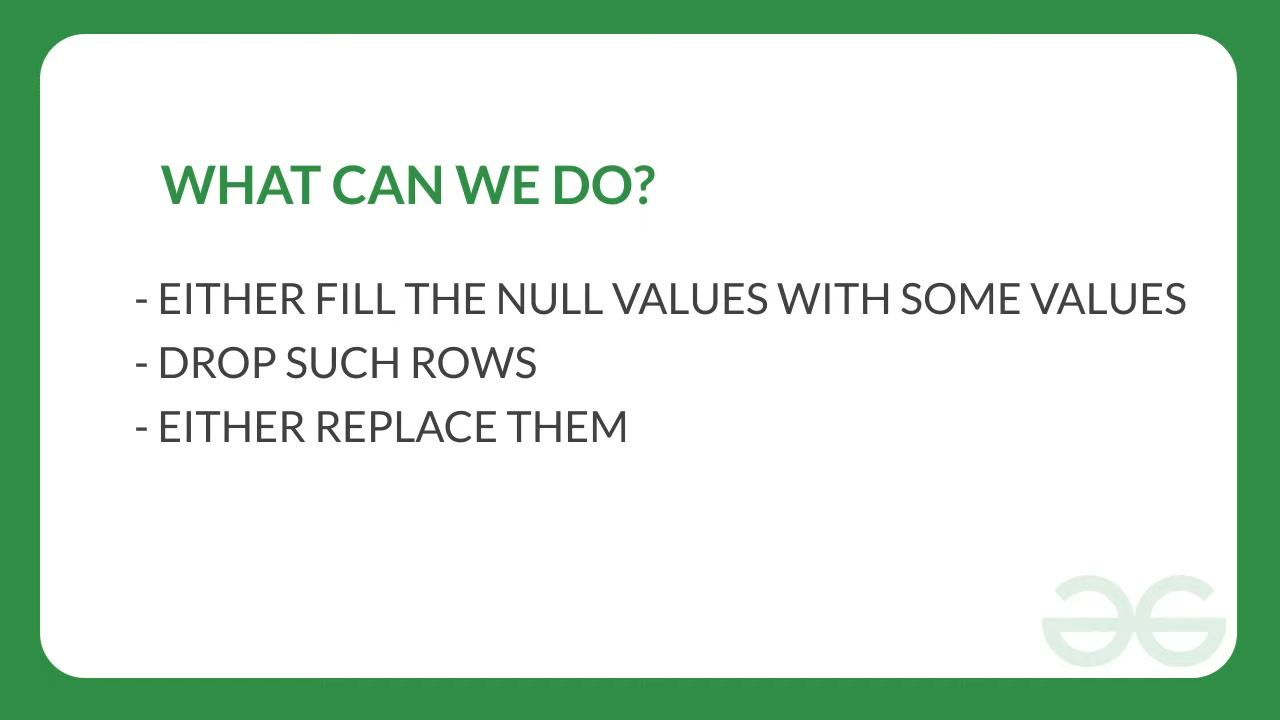 WHAT CAN WE DO?
- EITHER FILL THE NULL VALUES WITH SOME VALUES
- DROP SUCH ROWS
- EITHER REPLACE THEM